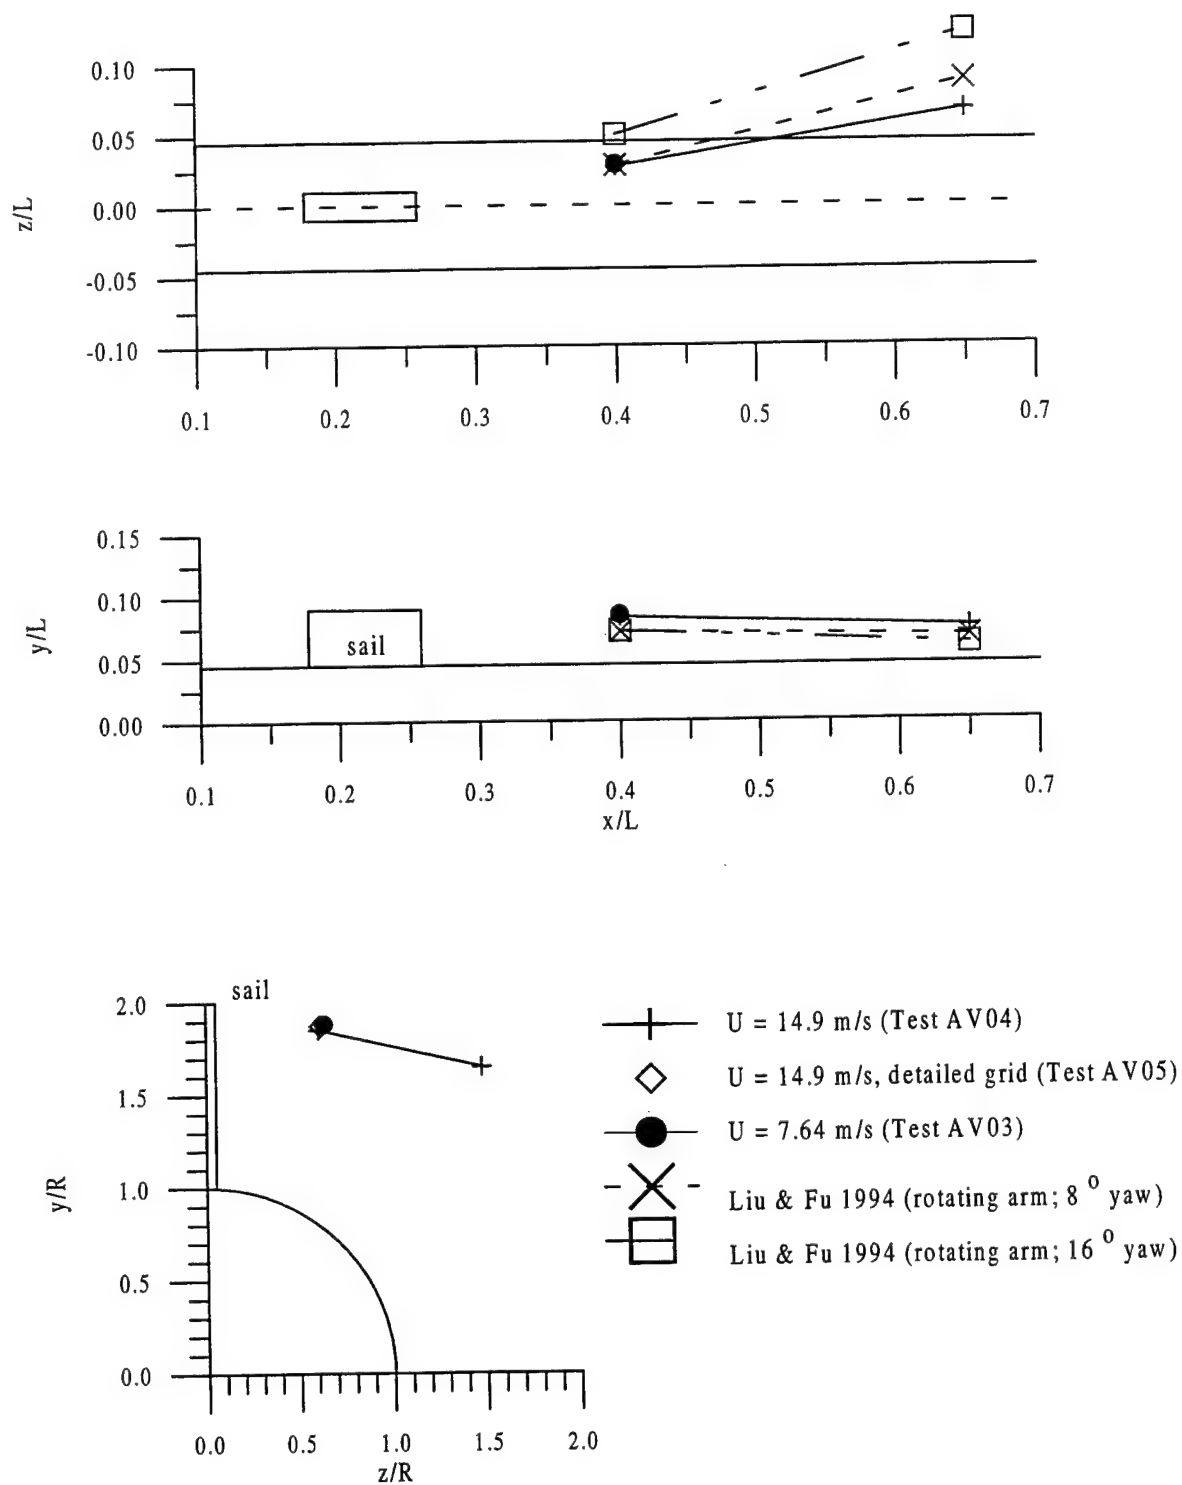 0.10
0.05
0.00
-0.05
-0.10
z/L
0.1 0.2 0.3 0.4 0.5 0.6 0.7
0.15
0.10
0.05
0.00
y/L
sail
0.1 0.2 0.3 0.4 0.5 0.6 0.7
x/L
sail
2.0
1.5
1.0
0.5
0.0
y/R
0.0 0.5 1.0 1.5 2.0
z/R
U = 14.9 m/s (Test AV04)
U = 14.9 m/s, detailed grid (Test AV05)
U = 7.64 m/s (Test AV03)
Liu & Fu 1994 (rotating arm; 8 ° yaw)
Liu & Fu 1994 (rotating arm; 16 ° yaw)